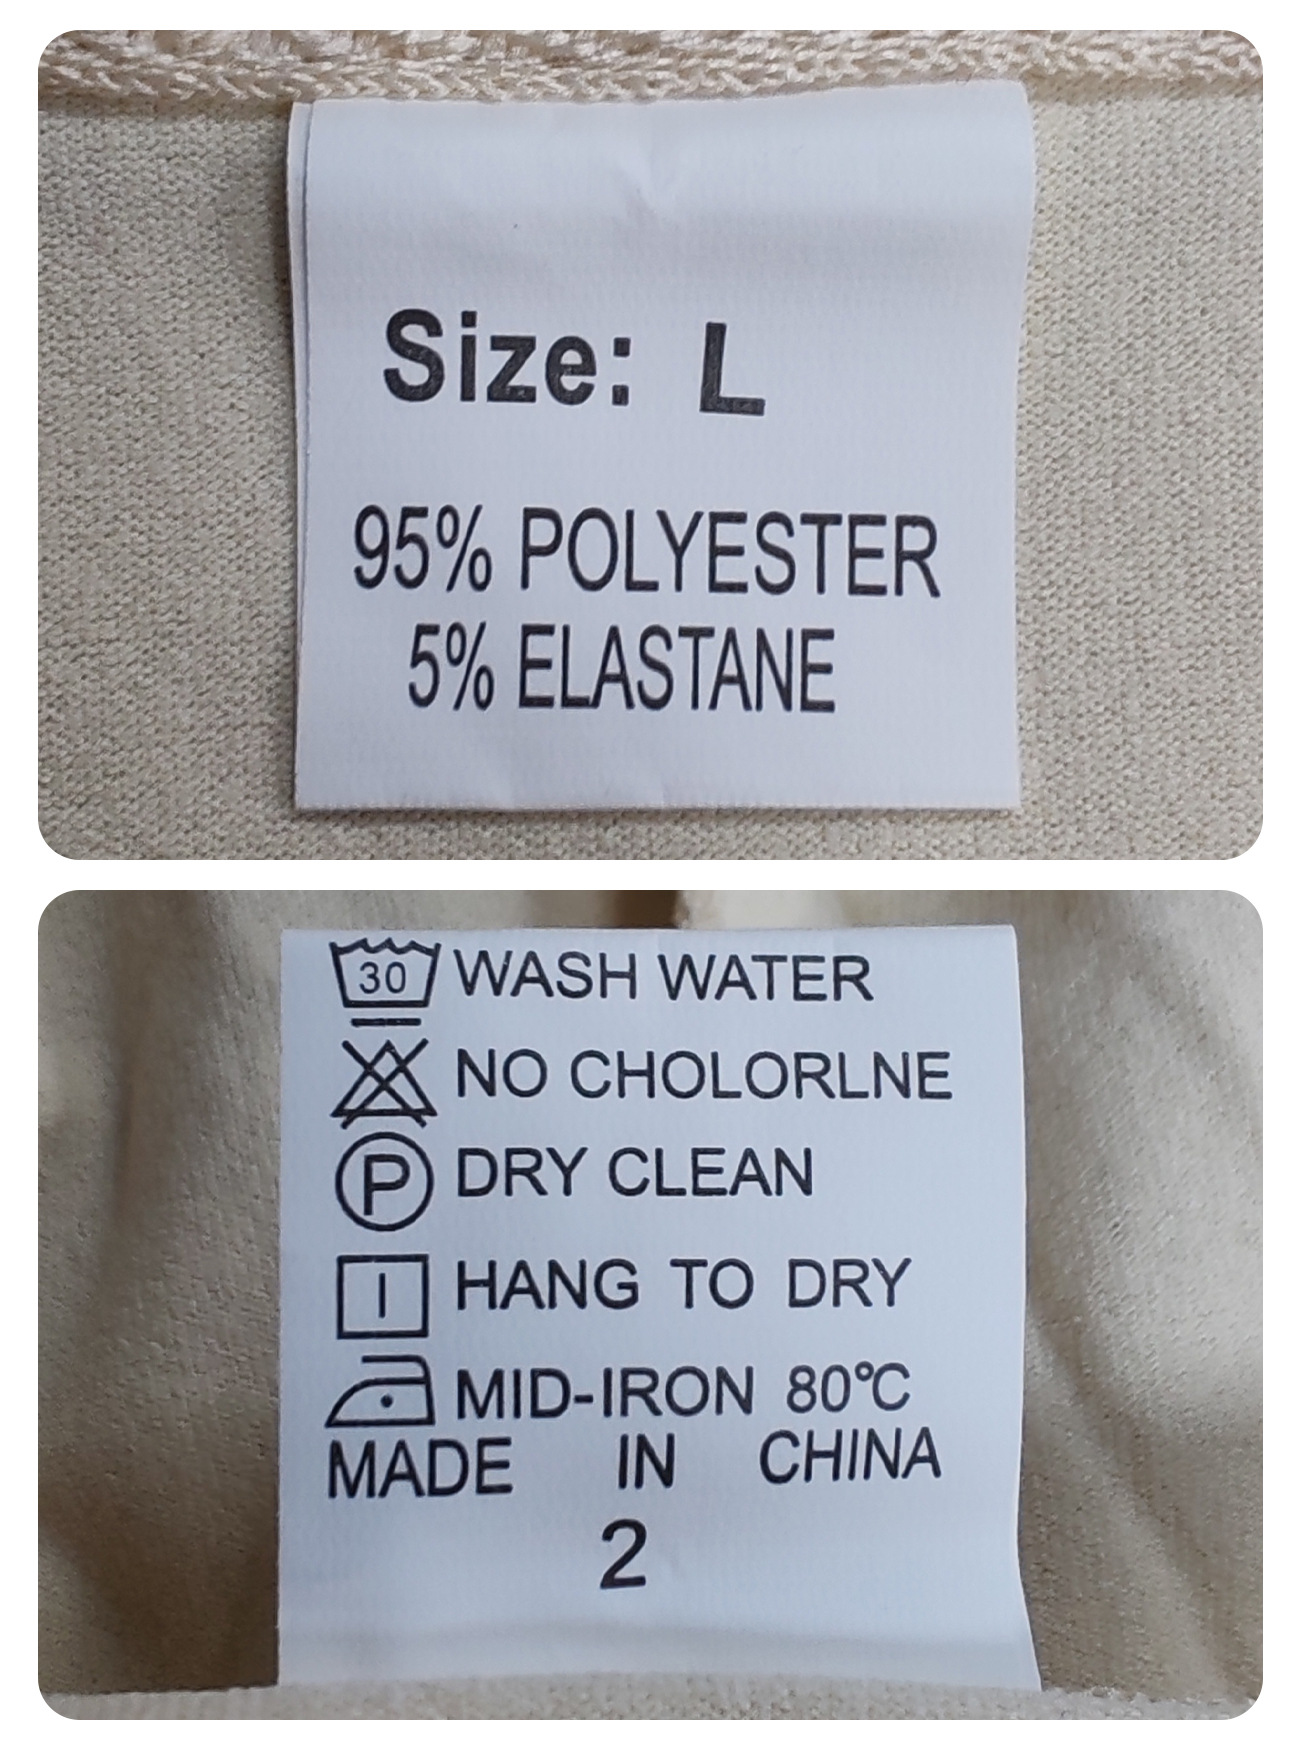 Size: L
95% POLYESTER
5% ELASTANE
30 WASH WATER
NO CHOLORLNE
P DRY CLEAN
HANG TO DRY
MID-IRON 80℃
MADE IN CHINA
2